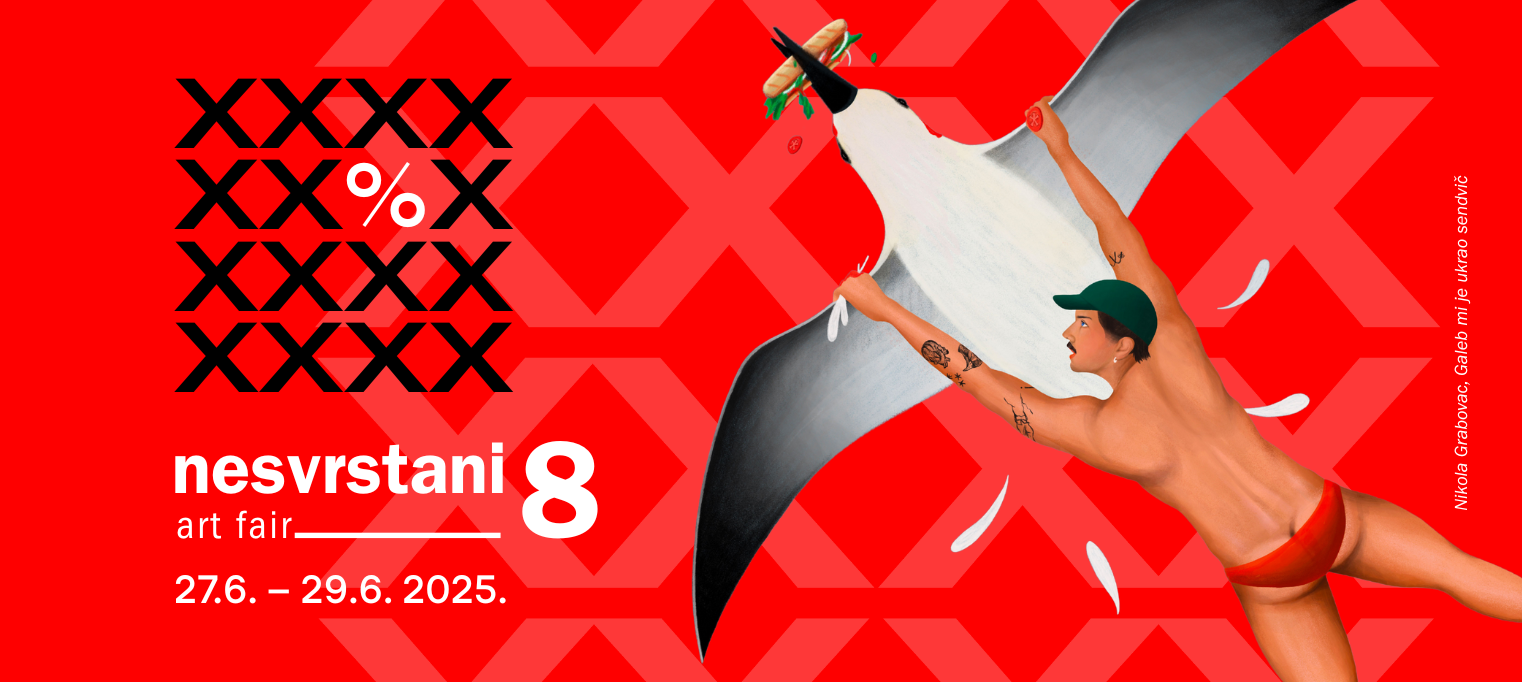 XXXX
XX%X
XXXX
XXXX
nesvrstani 8
art fair
27.6. – 29.6. 2025.
Nikola Grabovac, Galeb mi je ukrao sendvič